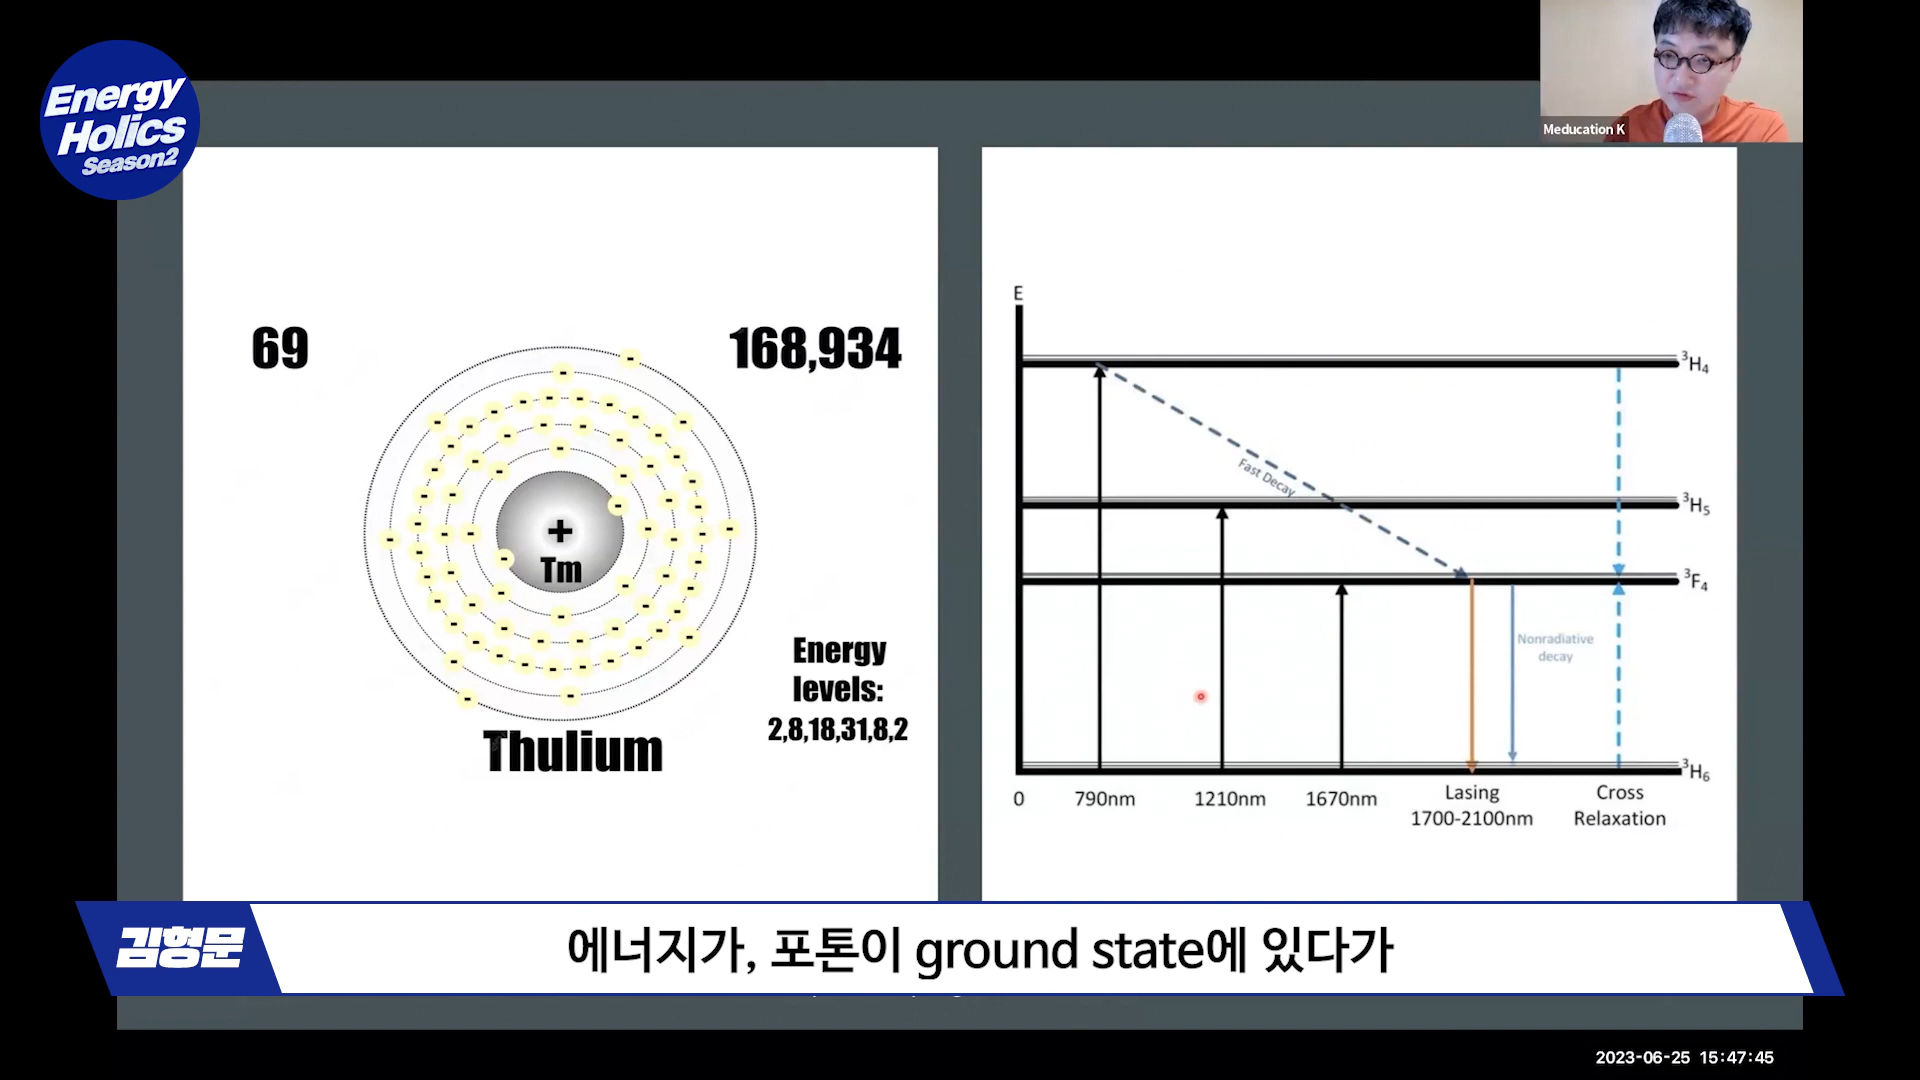 Energy
Holics
Season2
Meducation K
69
168,934
+
Tm
Energy
levels:
2,8,18,31,8,2
Thulium
E
³H₄
Fast Decay
³H₅
³F₄
Nonradiative
decay
³H₆
0
790nm
1210nm
1670nm
Lasing
1700-2100nm
Cross
Relaxation
김형문
에너지가, 포톤이 ground state에 있다가
2023-06-25 15:47:45